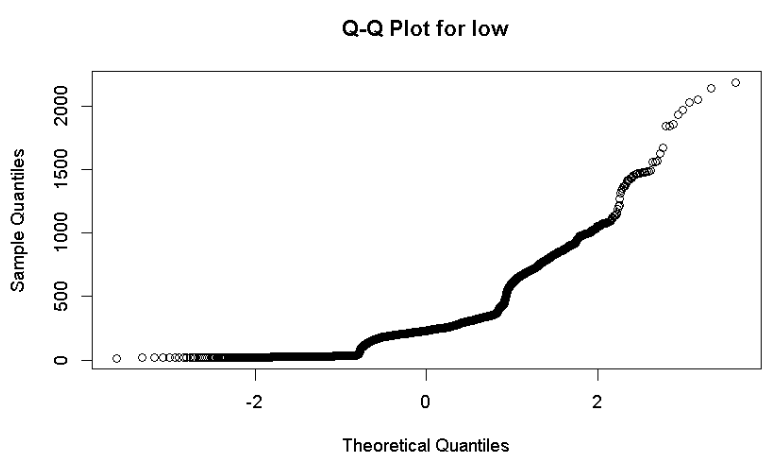 Q-Q Plot for low
Sample Quantiles
2000
1500
1000
500
0
-2 0 2
Theoretical Quantiles